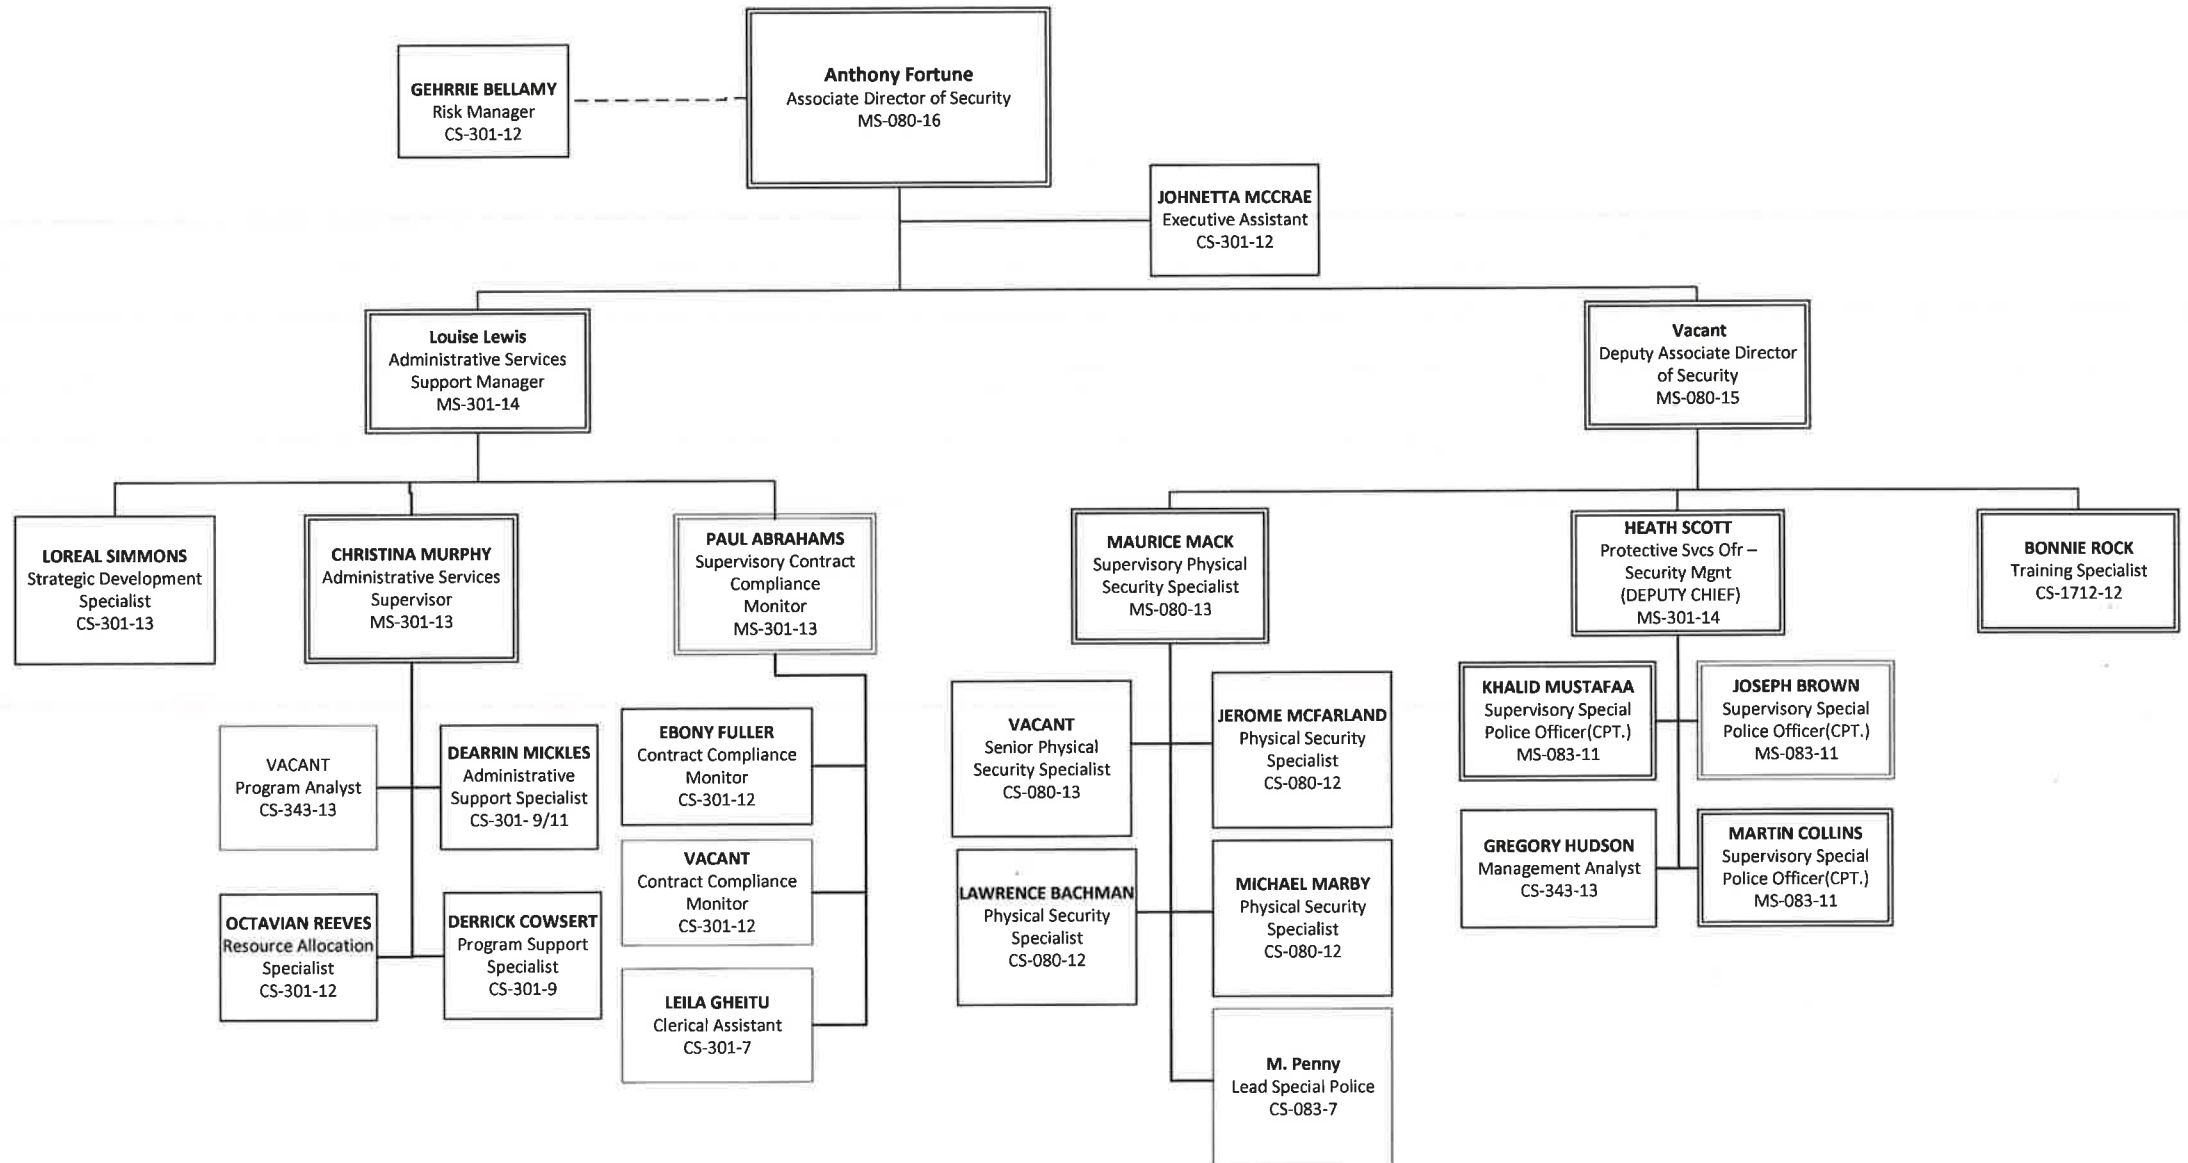 GEHRRIE BELLAMY
Risk Manager
CS-301-12
Anthony Fortune
Associate Director of Security
MS-080-16
JOHNETTA MCCRAE
Executive Assistant
CS-301-12
Louise Lewis
Administrative Services
Support Manager
MS-301-14
Vacant
Deputy Associate Director
of Security
MS-080-15
LOREAL SIMMONS
Strategic Development
Specialist
CS-301-13
CHRISTINA MURPHY
Administrative Services
Supervisor
MS-301-13
PAUL ABRAHAMS
Supervisory Contract
Compliance
Monitor
MS-301-13
MAURICE MACK
Supervisory Physical
Security Specialist
MS-080-13
HEATH SCOTT
Protective Svcs Ofr –
Security Mgnt
(DEPUTY CHIEF)
MS-301-14
BONNIE ROCK
Training Specialist
CS-1712-12
VACANT
Program Analyst
CS-343-13
DEARRIN MICKLES
Administrative
Support Specialist
CS-301- 9/11
OCTAVIAN REEVES
Resource Allocation
Specialist
CS-301-12
DERRICK COWSERT
Program Support
Specialist
CS-301-9
EBONY FULLER
Contract Compliance
Monitor
CS-301-12
VACANT
Contract Compliance
Monitor
CS-301-12
LEILA GHEITU
Clerical Assistant
CS-301-7
VACANT
Senior Physical
Security Specialist
CS-080-13
JEROME MCFARLAND
Physical Security
Specialist
CS-080-12
LAWRENCE BACHMAN
Physical Security
Specialist
CS-080-12
MICHAEL MARBY
Physical Security
Specialist
CS-080-12
M. Penny
Lead Special Police
CS-083-7
KHALID MUSTAFAA
Supervisory Special
Police Officer(CPT.)
MS-083-11
JOSEPH BROWN
Supervisory Special
Police Officer(CPT.)
MS-083-11
GREGORY HUDSON
Management Analyst
CS-343-13
MARTIN COLLINS
Supervisory Special
Police Officer(CPT.)
MS-083-11